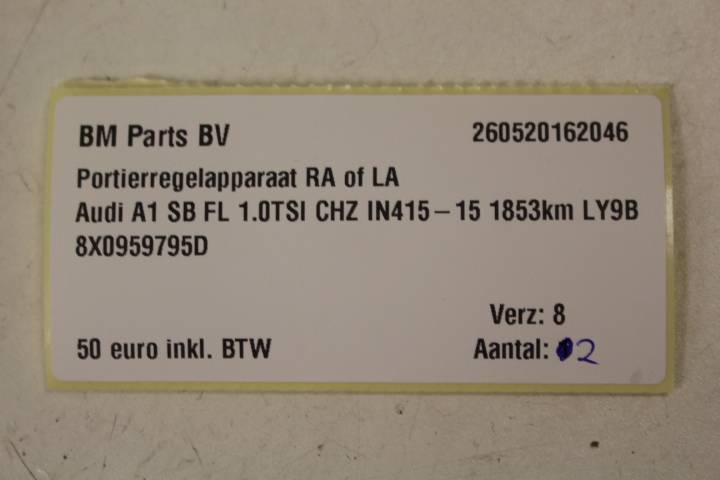 BM Parts BV 260520162046
Portierregelapparaat RA of LA
Audi A1 SB FL 1.0TSI CHZ IN415-15 1853km LY9B
8X0959795D
Verz: 8
50 euro inkl. BTW Aantal: 2